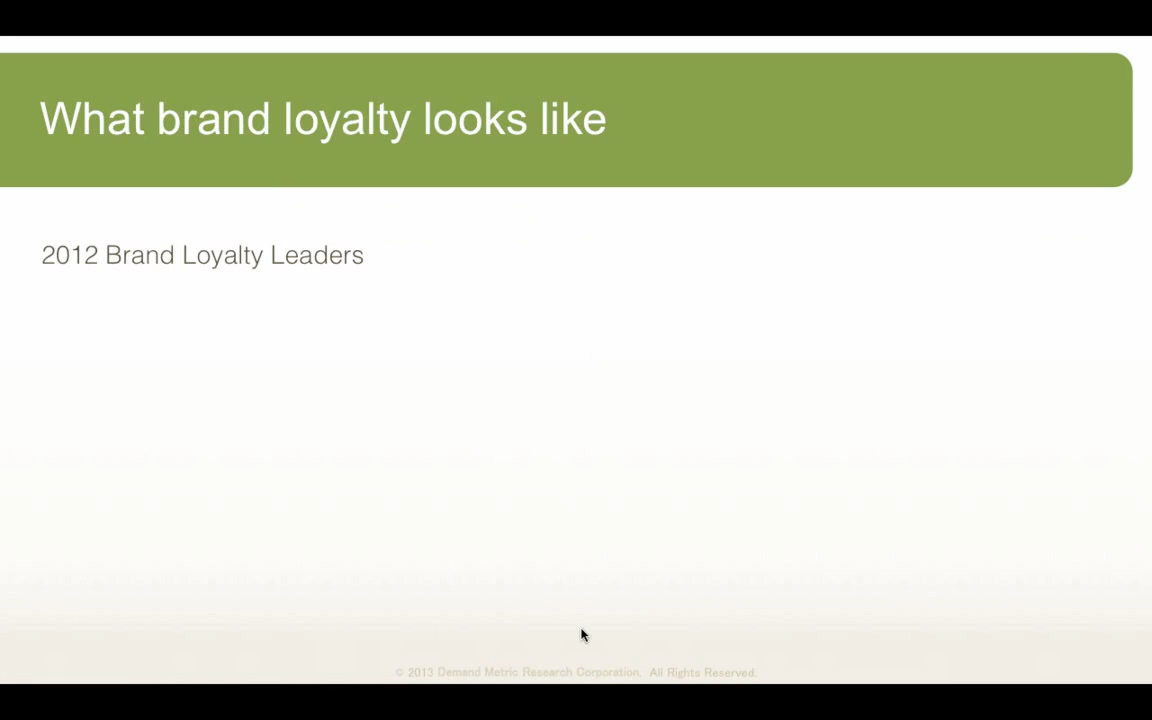 What brand loyalty looks like
2012 Brand Loyalty Leaders
© 2013 Demand Metric Research Corporation. All Rights Reserved.